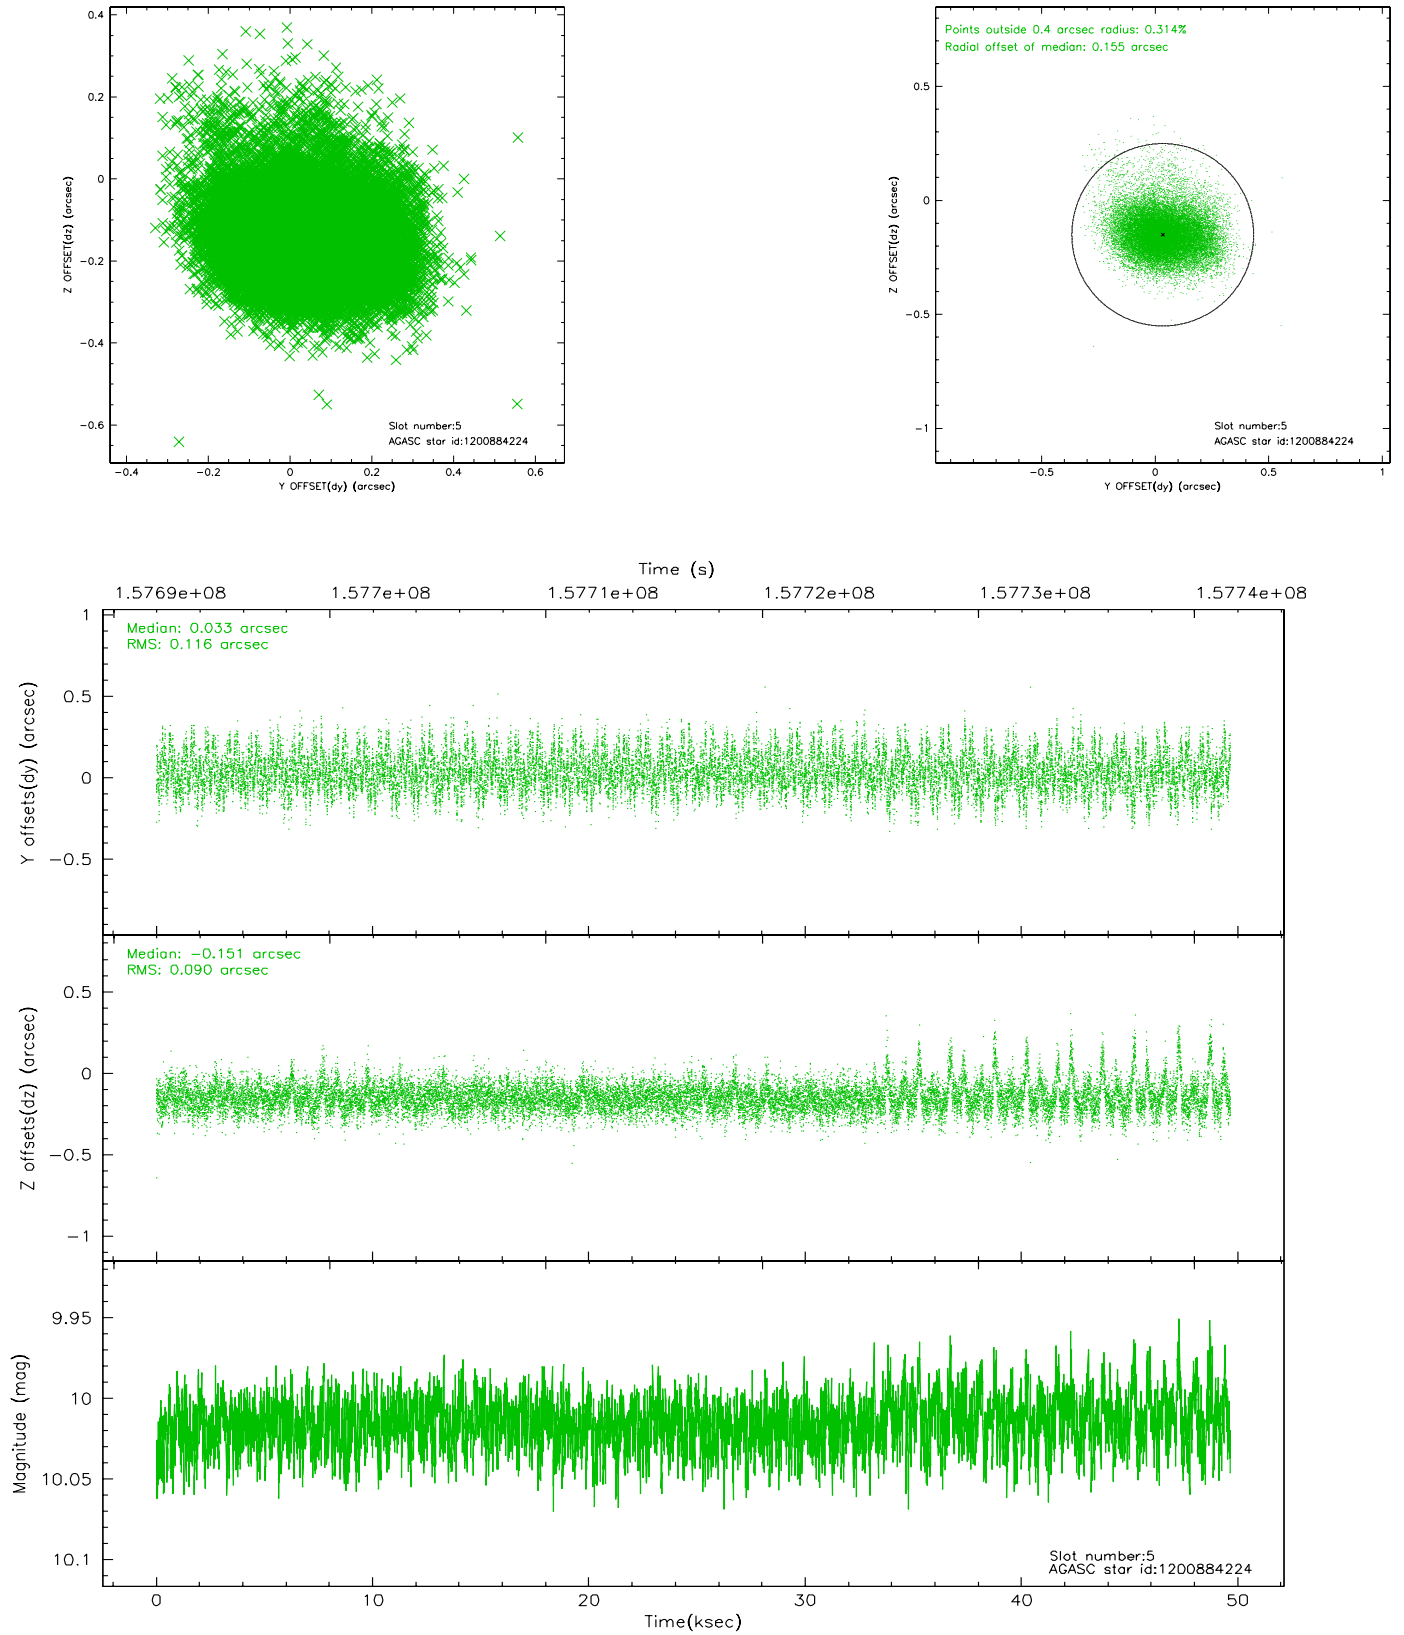 0.4
0.2
0
-0.2
-0.4
-0.6
Z OFFSET(dz) (arcsec)
Slot number:5
AGASC star id:1200884224
-0.4 -0.2 0 0.2 0.4 0.6
Y OFFSET(dy) (arcsec)
Points outside 0.4 arcsec radius: 0.314%
Radial offset of median: 0.155 arcsec
0.5
0
-0.5
-1
Z OFFSET(dz) (arcsec)
Slot number:5
AGASC star id:1200884224
-0.5 0 0.5 1
Y OFFSET(dy) (arcsec)
Time (s)
1.5769e+08 1.577e+08 1.5771e+08 1.5772e+08 1.5773e+08 1.5774e+08
Median: 0.033 arcsec
RMS: 0.116 arcsec
1
0.5
0
-0.5
Y offsets(dy) (arcsec)
Median: -0.151 arcsec
RMS: 0.090 arcsec
0.5
0
-0.5
-1
Z offsets(dz) (arcsec)
9.95
10
10.05
10.1
Magnitude (mag)
Slot number:5
AGASC star id:1200884224
0 10 20 30 40 50
Time(ksec)